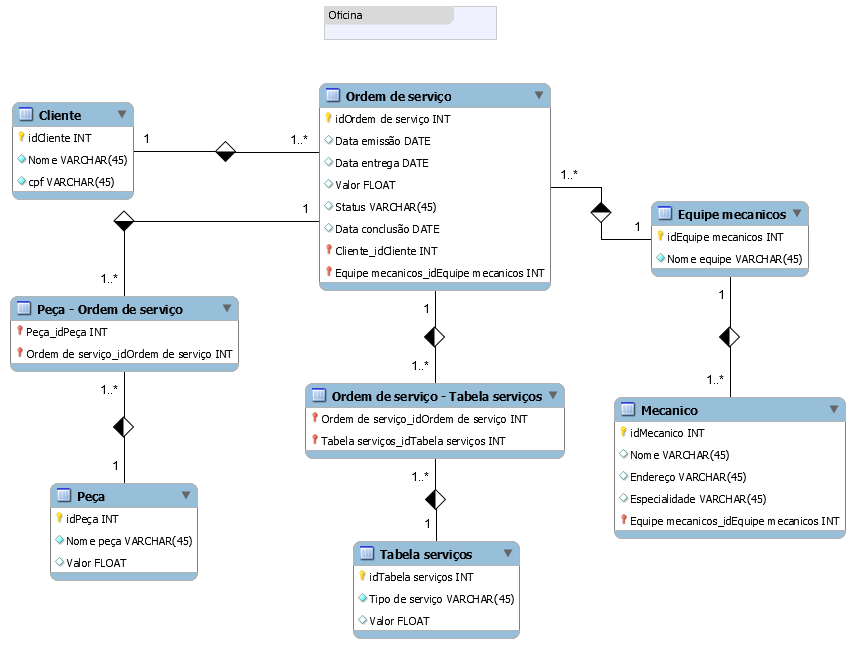 Oficina
Cliente
idCliente INT
Nome VARCHAR(45)
cpf VARCHAR(45)
1
1..*
Ordem de serviço
idOrdem de serviço INT
Data emissão DATE
Data entrega DATE
Valor FLOAT
Status VARCHAR(45)
Data conclusão DATE
Cliente_idCliente INT
Equipe mecanicos_idEquipe mecanicos INT
1..*
1
Equipe mecanicos
idEquipe mecanicos INT
Nome equipe VARCHAR(45)
1
1..*
Peça - Ordem de serviço
Peça_idPeça INT
Ordem de serviço_idOrdem de serviço INT
1..*
1
Peça
idPeça INT
Nome peça VARCHAR(45)
Valor FLOAT
1
1..*
Ordem de serviço - Tabela serviços
Ordem de serviço_idOrdem de serviço INT
Tabela serviços_idTabela serviços INT
1..*
1
Tabela serviços
idTabela serviços INT
Tipo de serviço VARCHAR(45)
Valor FLOAT
1
1..*
Mecanico
idMecanico INT
Nome VARCHAR(45)
Endereço VARCHAR(45)
Especialidade VARCHAR(45)
Equipe mecanicos_idEquipe mecanicos INT